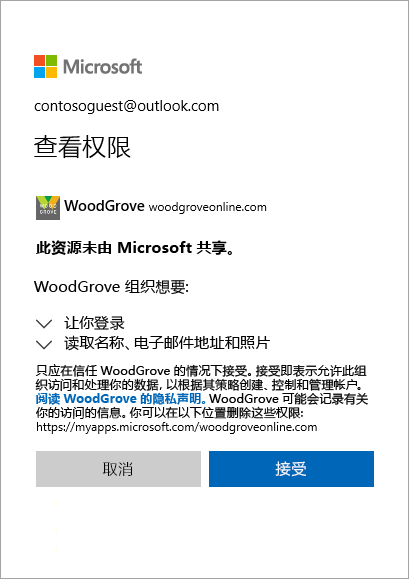 Microsoft
contosoguest@outlook.com
查看权限
WOOD
GROVE
WoodGrove woodgroveonline.com
此资源未由 Microsoft 共享。
WoodGrove 组织想要:
让你登录
读取名称、电子邮件地址和照片
只应在信任 WoodGrove 的情况下接受。接受即表示允许此组
织访问和处理你的数据，以根据其策略创建、控制和管理帐户。
阅读 WoodGrove 的隐私声明。WoodGrove 可能会记录有关
你的访问的信息。你可以在以下位置删除这些权限:
https://myapps.microsoft.com/woodgroveonline.com
取消 接受